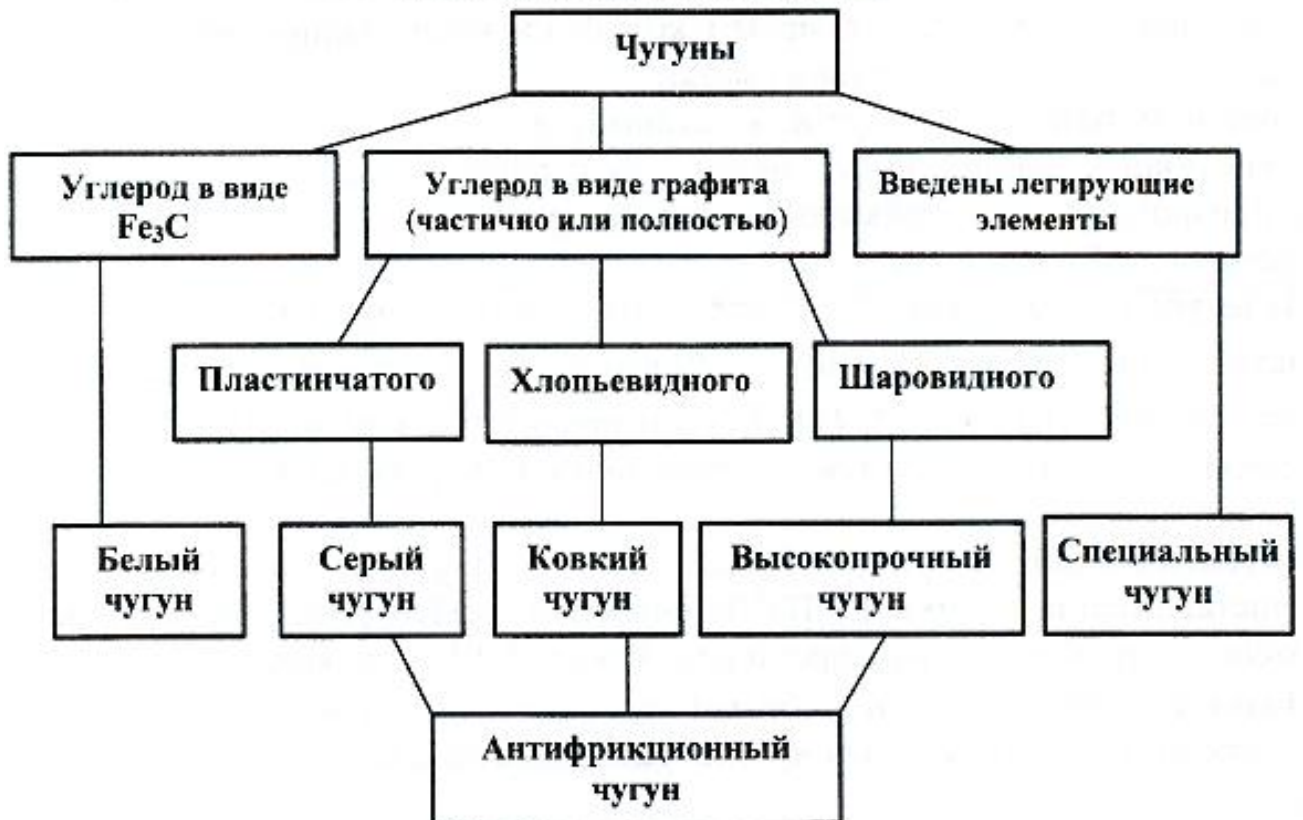 Чугуны
Углерод в виде
Fe₃C
Углерод в виде графита
(частично или полностью)
Введены легирующие
элементы
Пластинчатого
Хлопьевидного
Шаровидного
Белый
чугун
Серый
чугун
Ковкий
чугун
Высокопрочный
чугун
Специальный
чугун
Антифрикционный
чугун